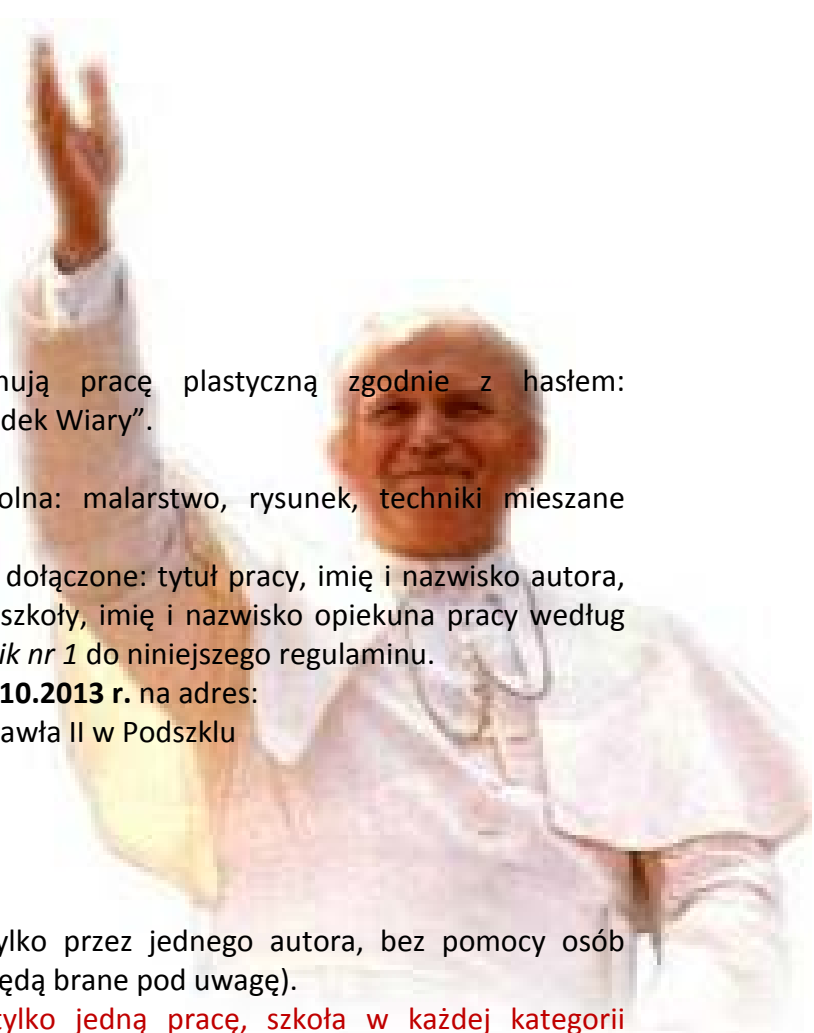 nują pracę plastyczną zgodnie z hasłem:
dek Wiary”.
olna: malarstwo, rysunek, techniki mieszane
dołączone: tytuł pracy, imię i nazwisko autora,
szkoły, imię i nazwisko opiekuna pracy według
ik nr 1 do niniejszego regulaminu.
10.2013 r. na adres:
awła II w Podszklu
ylko przez jednego autora, bez pomocy osób
ędą brane pod uwagę).
tylko jedną pracę, szkoła w każdej kategorii